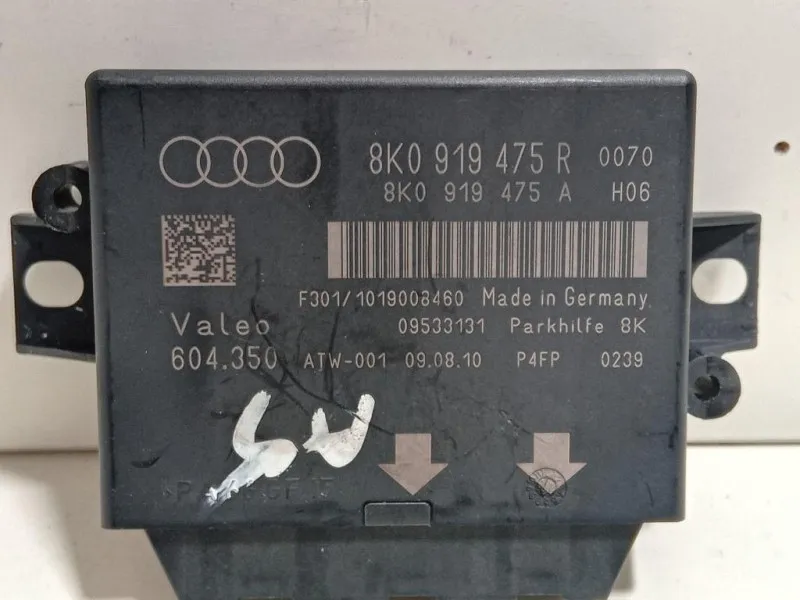 8K0 919 475 R 0070
8K0 919 475 A H06
F301/1019008460 Made in Germany
Valeo 09533131 Parkhilfe 8K
604.350 ATW-001 09.08.10 P4FP 0239